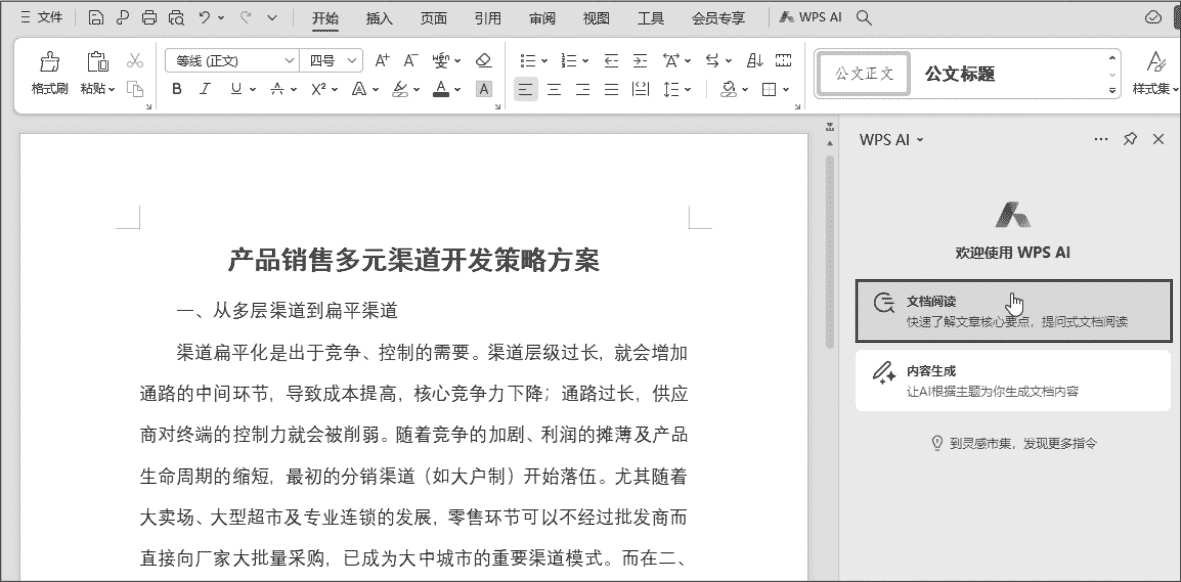 三 文件 开始 插入 页面 引用 审阅 视图 工具 会员专享 WPS AI
等线 (正文) 四号 A+ A-
公文正文 公文标题
格式刷 粘贴 B I U A X² A A A 样式集
WPS AI
欢迎使用 WPS AI
文档阅读
快速了解文章核心要点，提问式文档阅读
内容生成
让AI根据主题为你生成文档内容
到灵感市集，发现更多指令
产品销售多元渠道开发策略方案
一、从多层渠道到扁平渠道
渠道扁平化是出于竞争、控制的需要。渠道层级过长，就会增加
通路的中间环节，导致成本提高，核心竞争力下降；通路过长，供应
商对终端的控制力就会被削弱。随着竞争的加剧、利润的摊薄及产品
生命周期的缩短，最初的分销渠道（如大户制）开始落伍。尤其随着
大卖场、大型超市及专业连锁的发展，零售环节可以不经过批发商而
直接向厂家大批量采购，已成为大中城市的重要渠道模式。而在二、